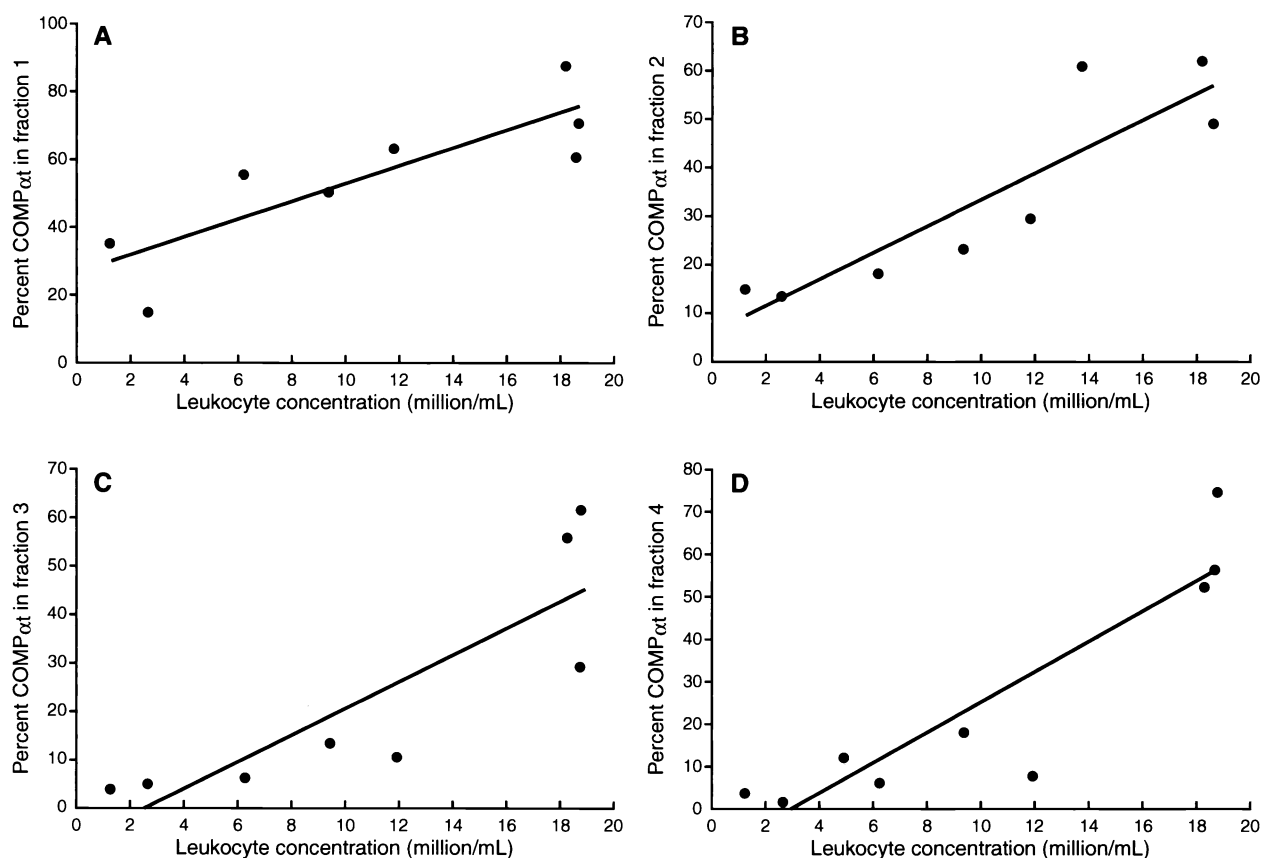 A
Percent COMPαt in fraction 1
100
80
60
40
20
0
0 2 4 6 8 10 12 14 16 18 20
Leukocyte concentration (million/mL)
B
Percent COMPαt in fraction 2
70
60
50
40
30
20
10
0
0 2 4 6 8 10 12 14 16 18 20
Leukocyte concentration (million/mL)
C
Percent COMPαt in fraction 3
70
60
50
40
30
20
10
0
0 2 4 6 8 10 12 14 16 18 20
Leukocyte concentration (million/mL)
D
Percent COMPαt in fraction 4
80
70
60
50
40
30
20
10
0
0 2 4 6 8 10 12 14 16 18 20
Leukocyte concentration (million/mL)